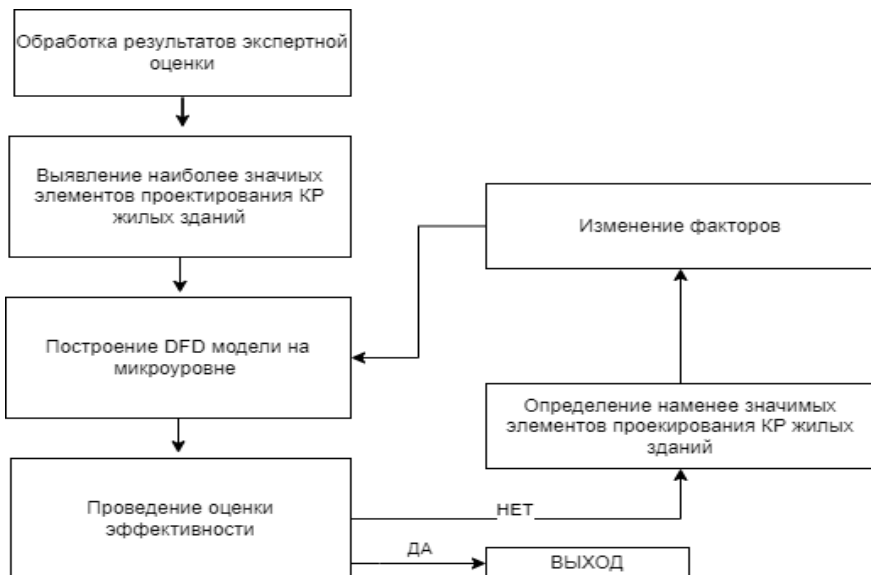 Обработка результатов экспертной
оценки
Выявление наиболее значиых
элементов проектирования КР
жилых зданий
Изменение факторов
Построение DFD модели на
микроуровне
Определение наменее значимых
элементов проекирования КР жилых
зданий
Проведение оценки
эффективности
НЕТ
ДА
ВЫХОД